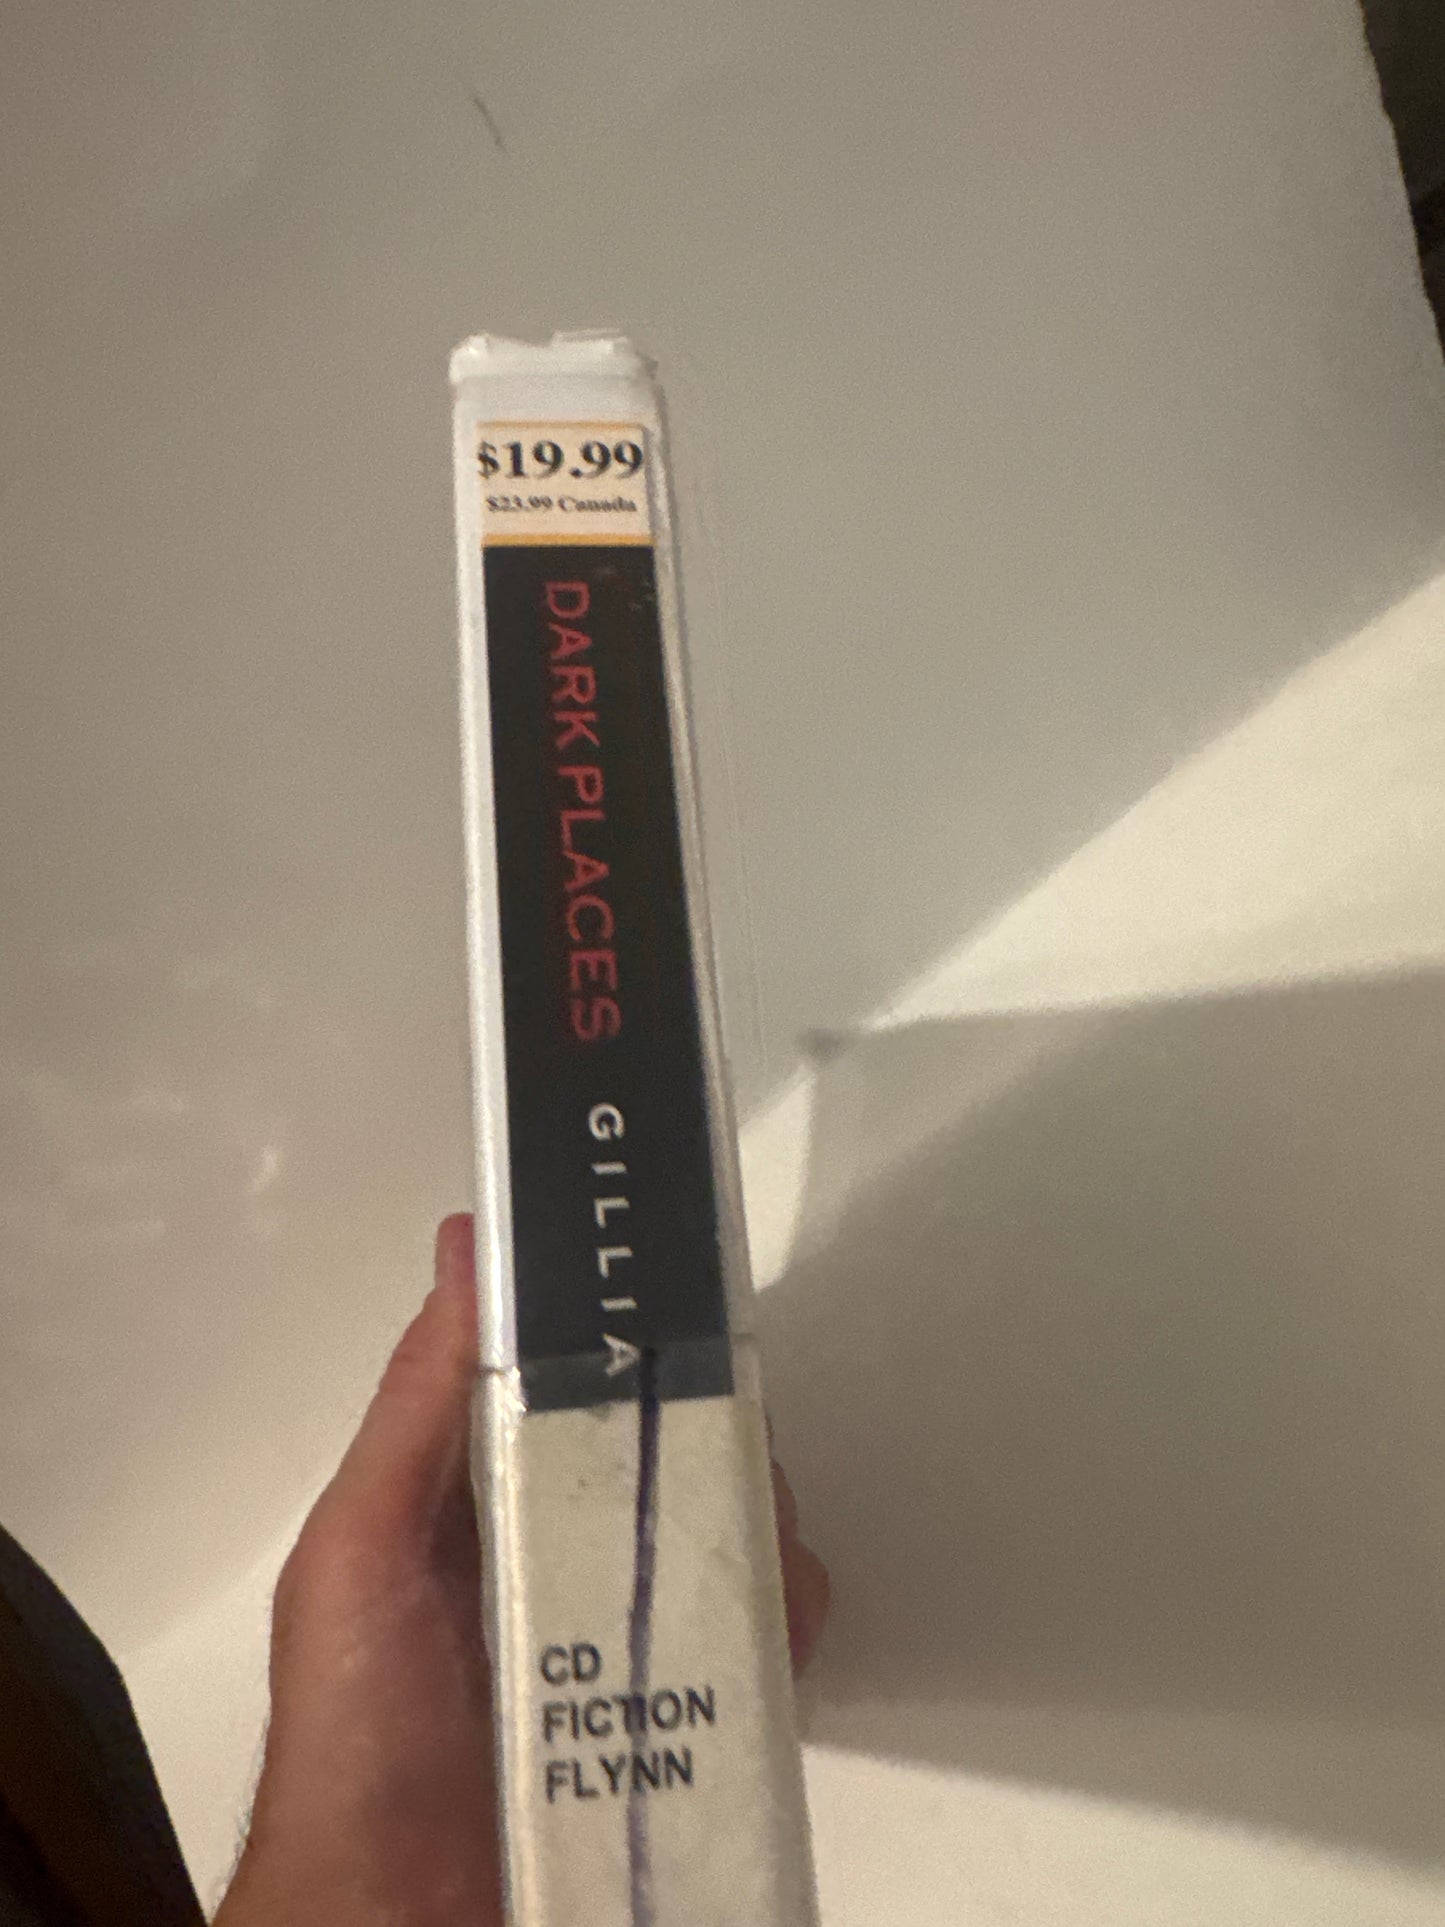 $19.99
$23.99 Canada
DARK PLACES GILLIA
CD
FICTION
FLYNN